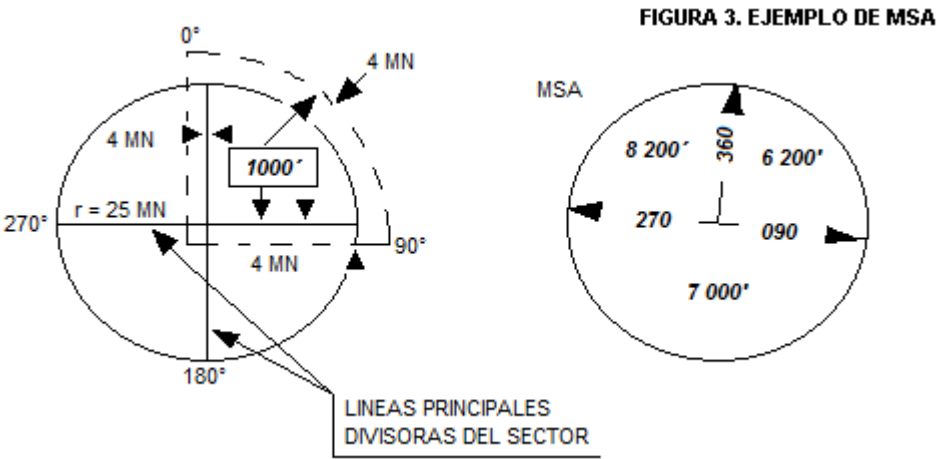 FIGURA 3. EJEMPLO DE MSA
0°
4 MN
4 MN
1000´
r = 25 MN
270°
90°
4 MN
180°
LINEAS PRINCIPALES
DIVISORAS DEL SECTOR
MSA
8 200´
360
6 200'
270
090
7 000'